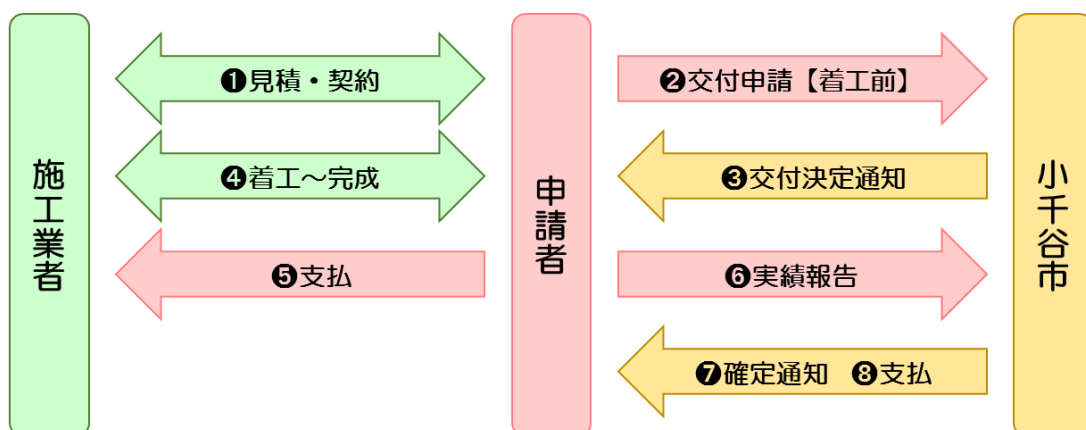 施工業者
申請者
小千谷市
❶見積・契約
❷交付申請【着工前】
❸交付決定通知
❹着工～完成
❺支払
❻実績報告
❼確定通知　❽支払